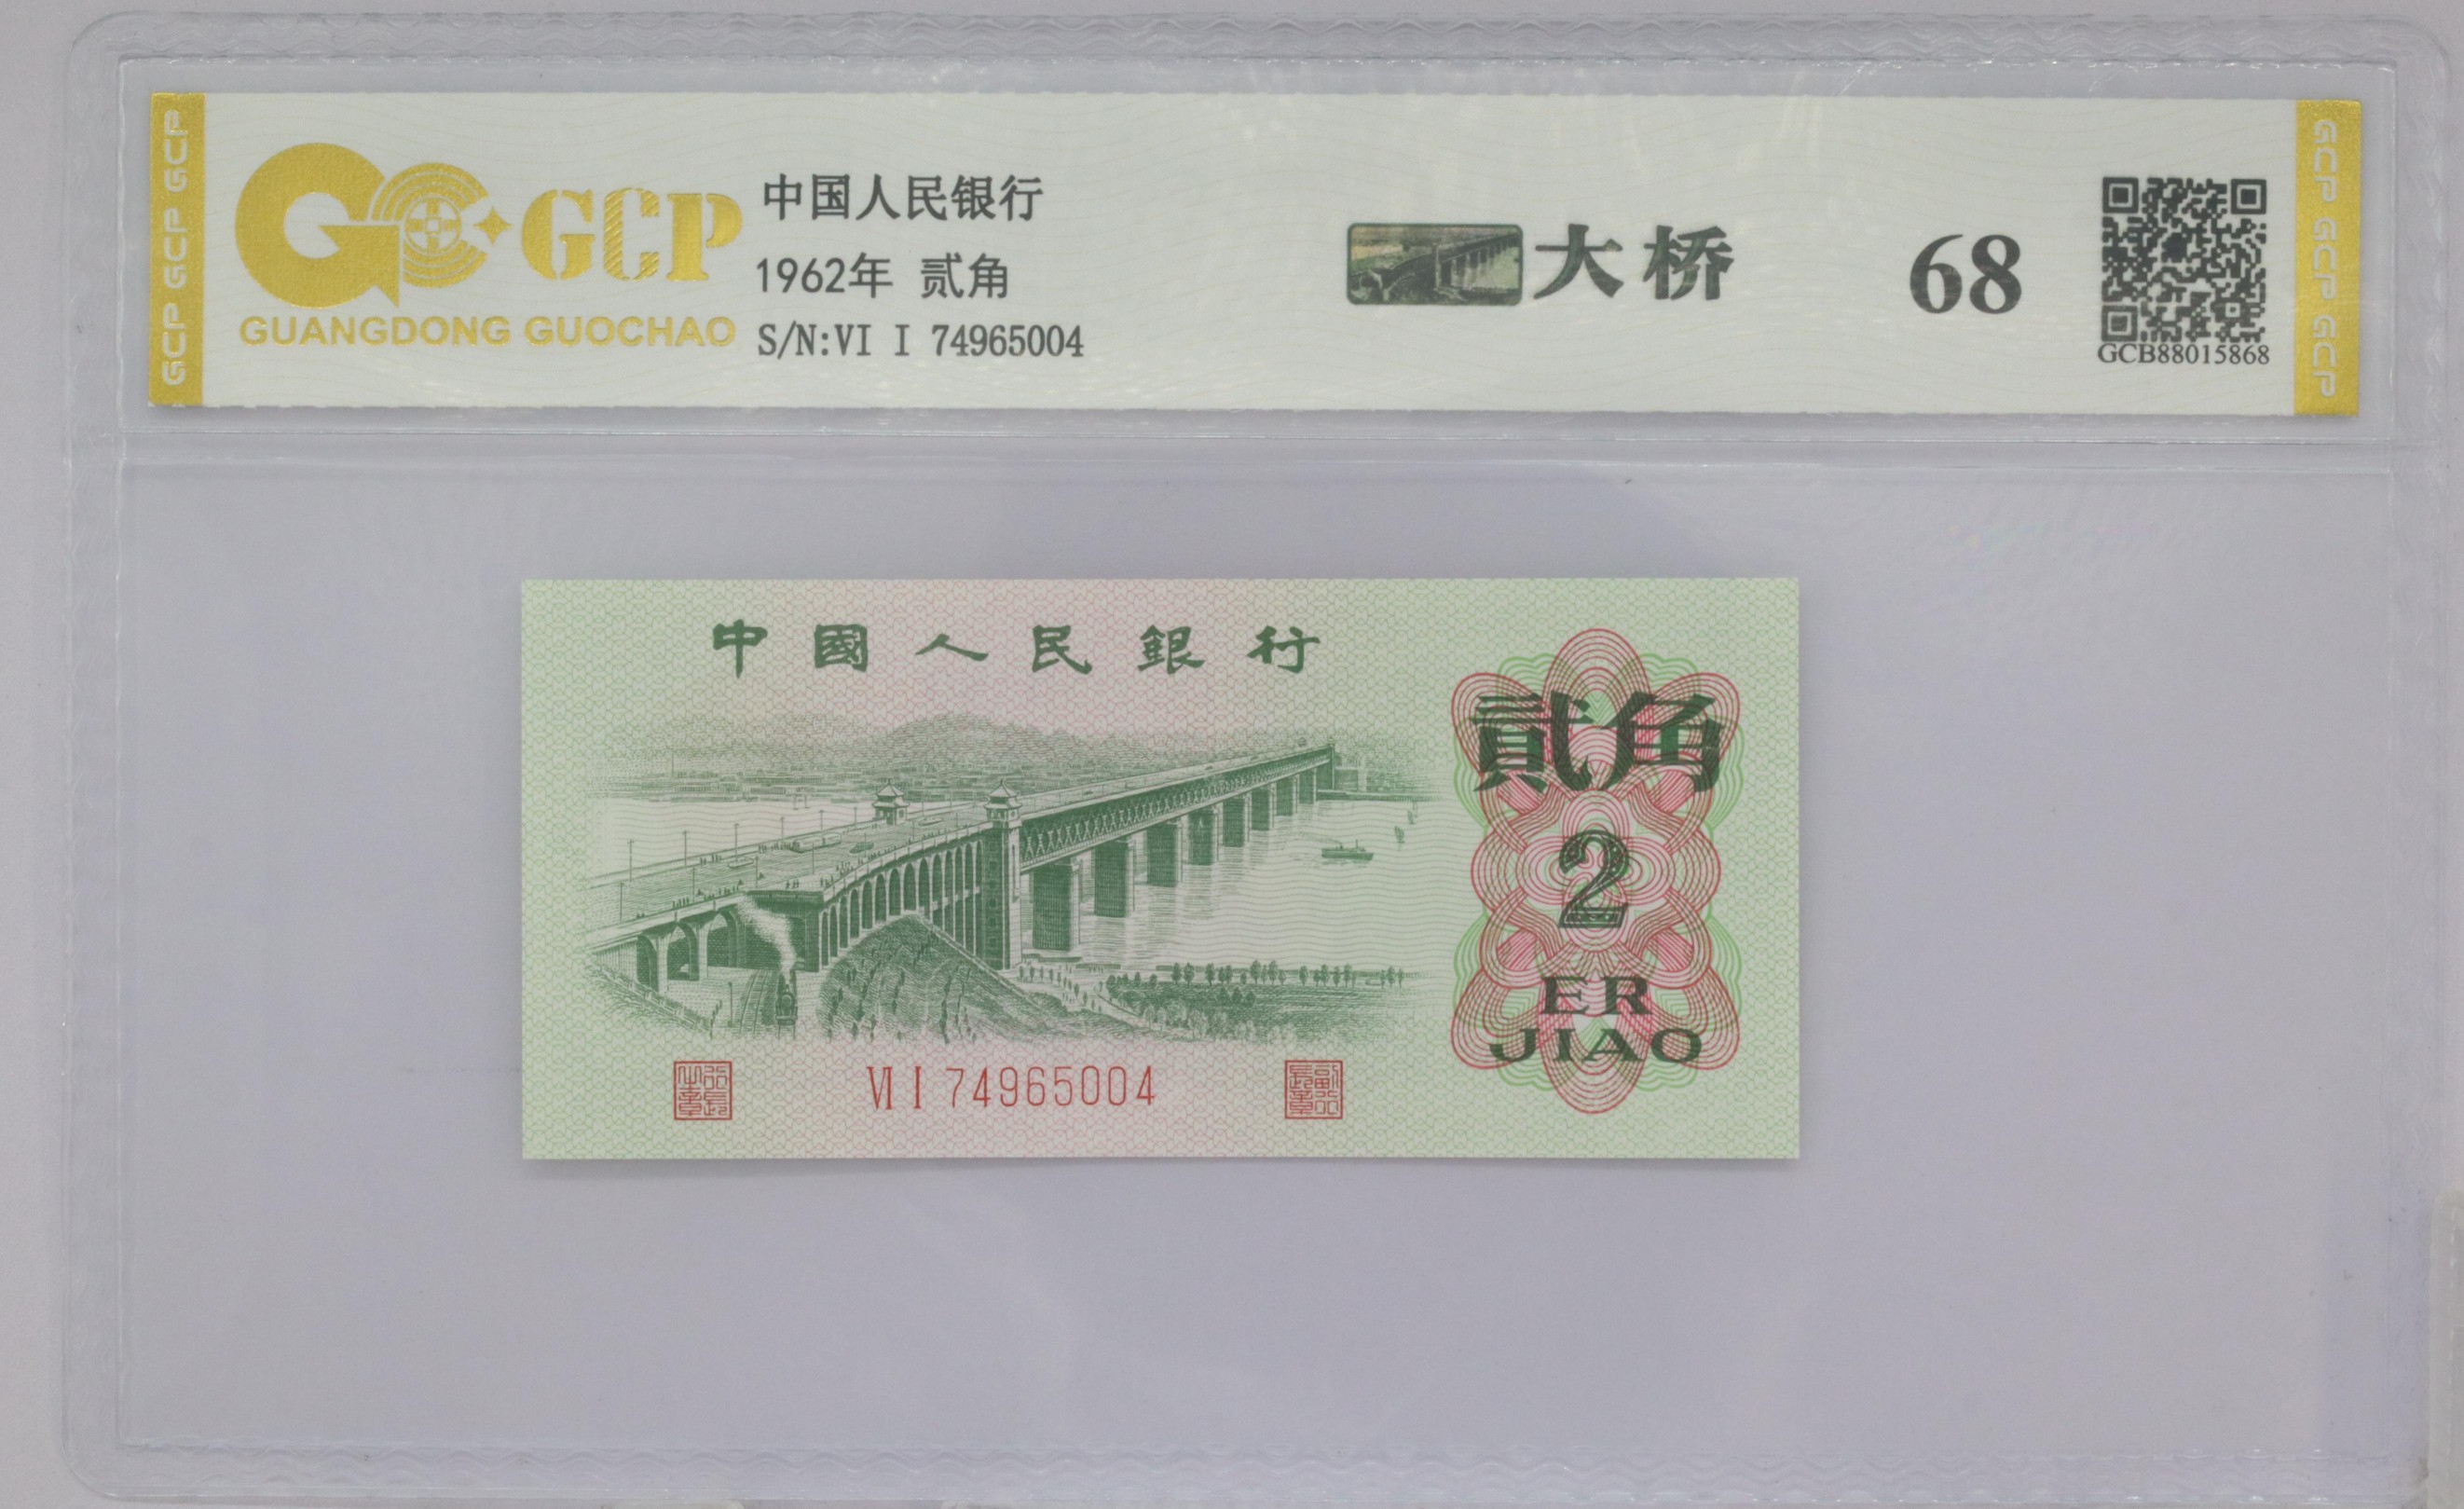 GCP GCP GCP
GCP
GUANGDONG GUOCHAO
中国人民银行
1962年 贰角
S/N:VI I 74965004
大桥
68
GCB88015868
GCP GCP GCP
中國人民銀行
貳角
2
ER
JIAO
VI I 74965004